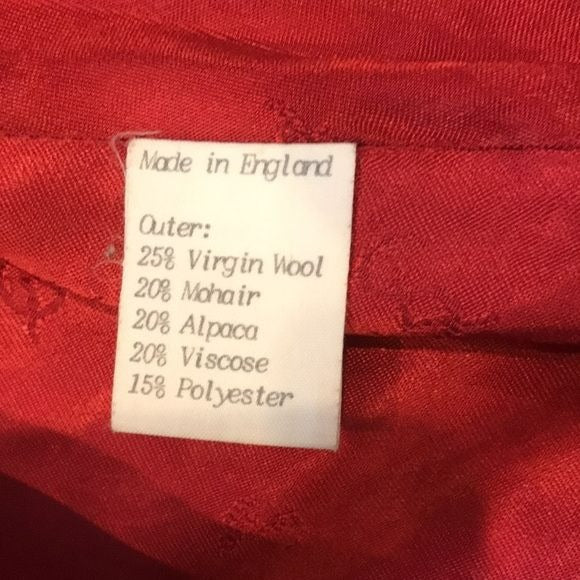 Made in England
Outer:
25% Virgin Wool
20% Mohair
20% Alpaca
20% Viscose
15% Polyester